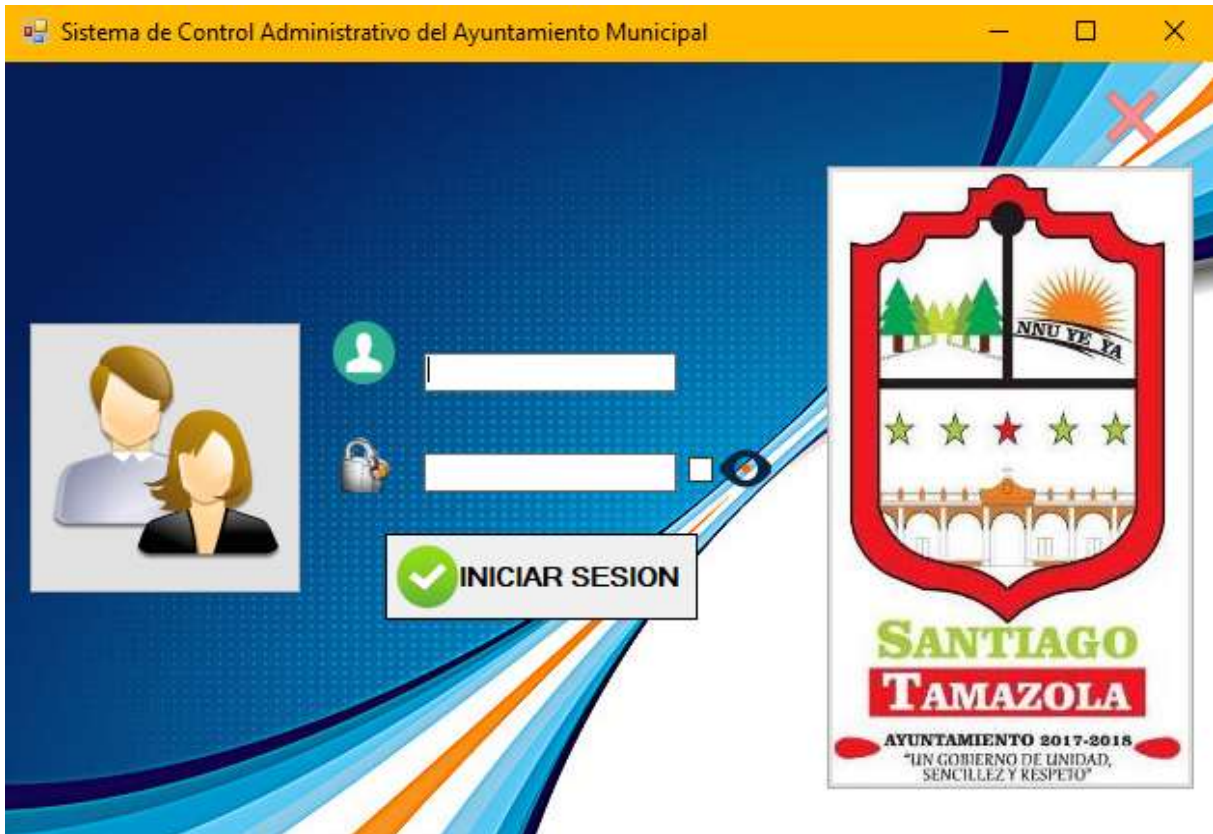 Sistema de Control Administrativo del Ayuntamiento Municipal
NNU YE YA
INICIAR SESION
SANTIAGO
TAMAZOLA
AYUNTAMIENTO 2017-2018
"UN GOBIERNO DE UNIDAD,
SENCILLEZ Y RESPETO"